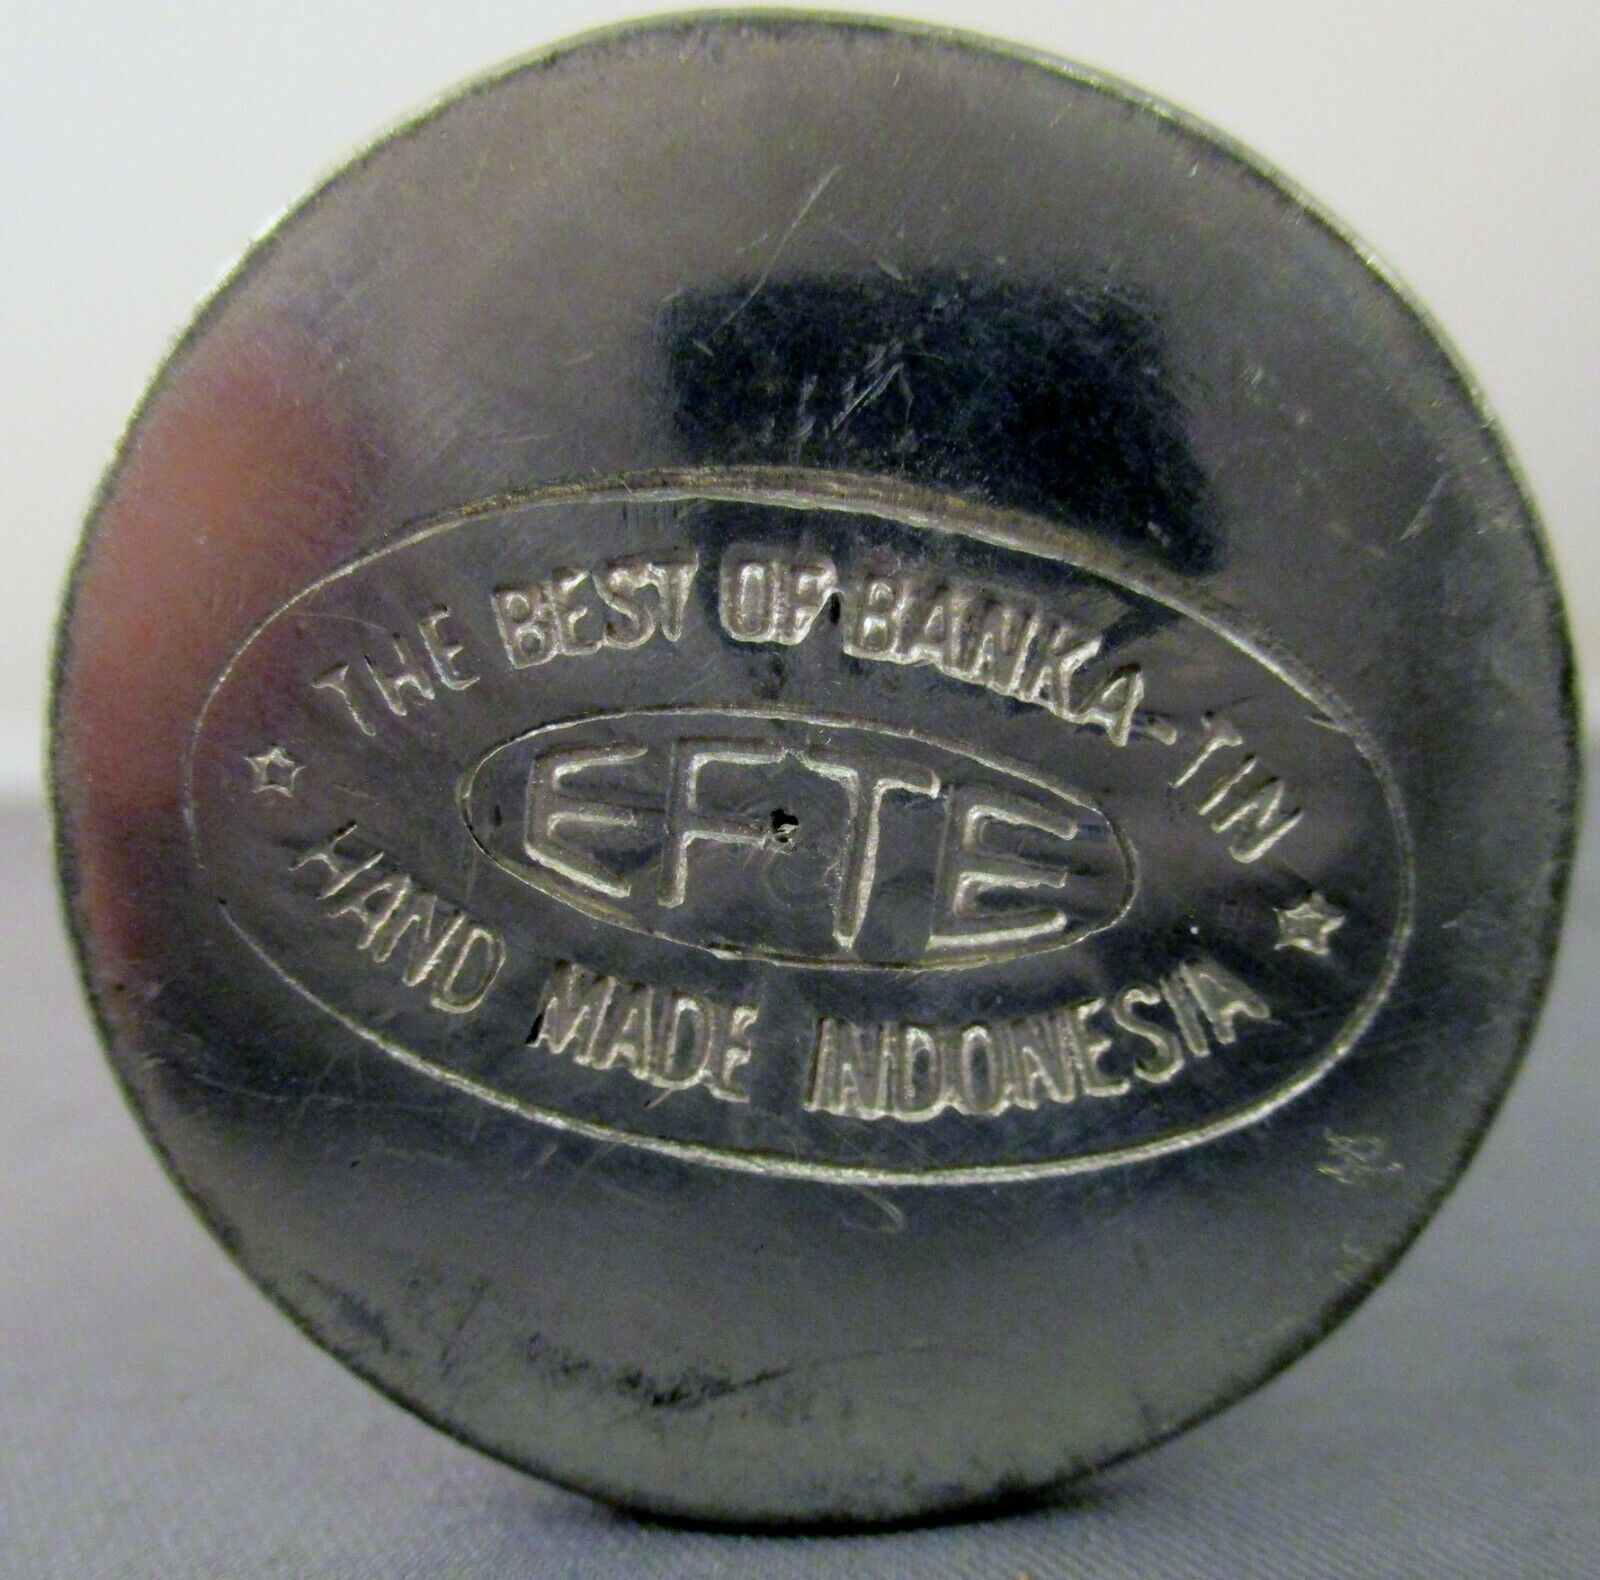 THE BEST OF BANKA-TIN
EFTE
HAND MADE INDONESIA